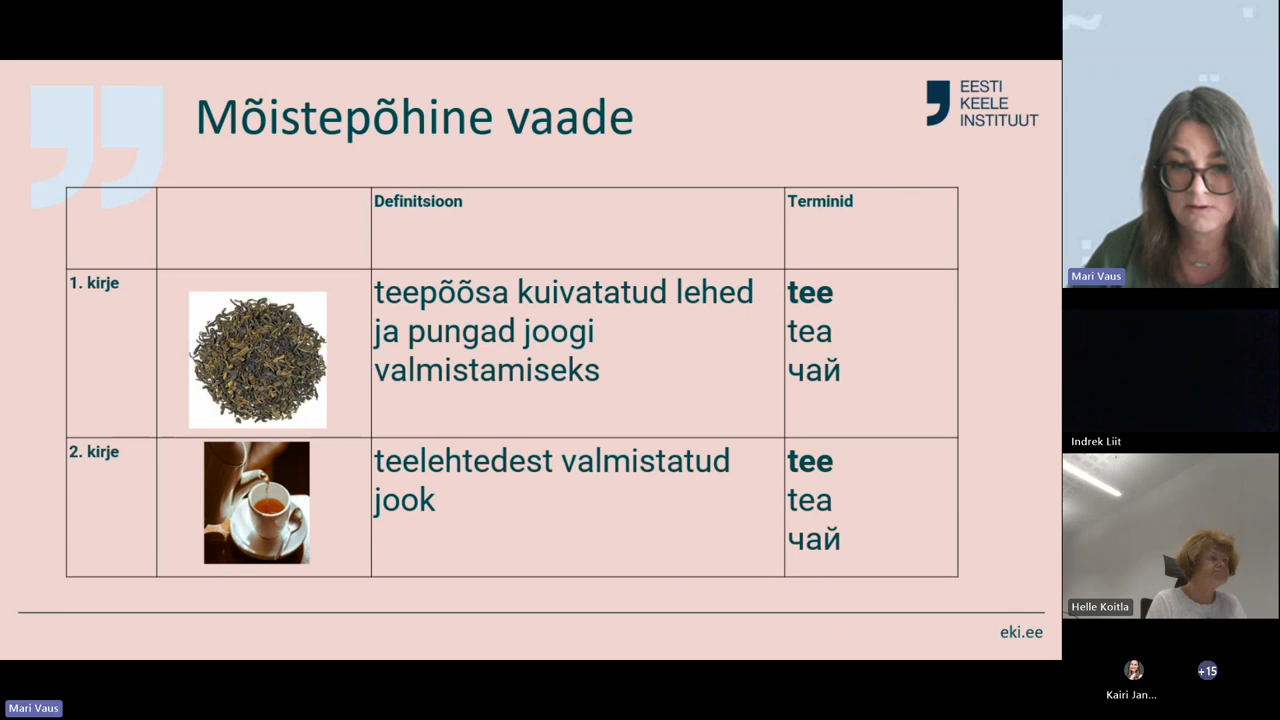 Mõistepõhine vaade
EESTI
KEELE
INSTITUUT
Definitsioon
Terminid
1. kirje
teepõõsa kuivatatud lehed
ja pungad joogi
valmistamiseks
tee
tea
чай
2. kirje
teelehtedest valmistatud
jook
tee
tea
чай
eki.ee
Mari Vaus
Mari Vaus
Indrek Liit
Helle Koitla
Kairi Jan...
+15